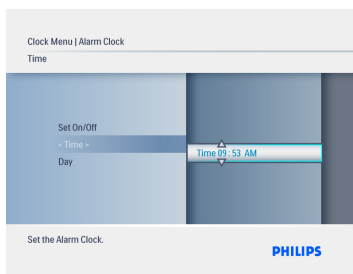 Clock Menu | Alarm Clock
Time
Set On/Off
< Time >
Day
Time 09 : 53 AM
Set the Alarm Clock.
PHILIPS